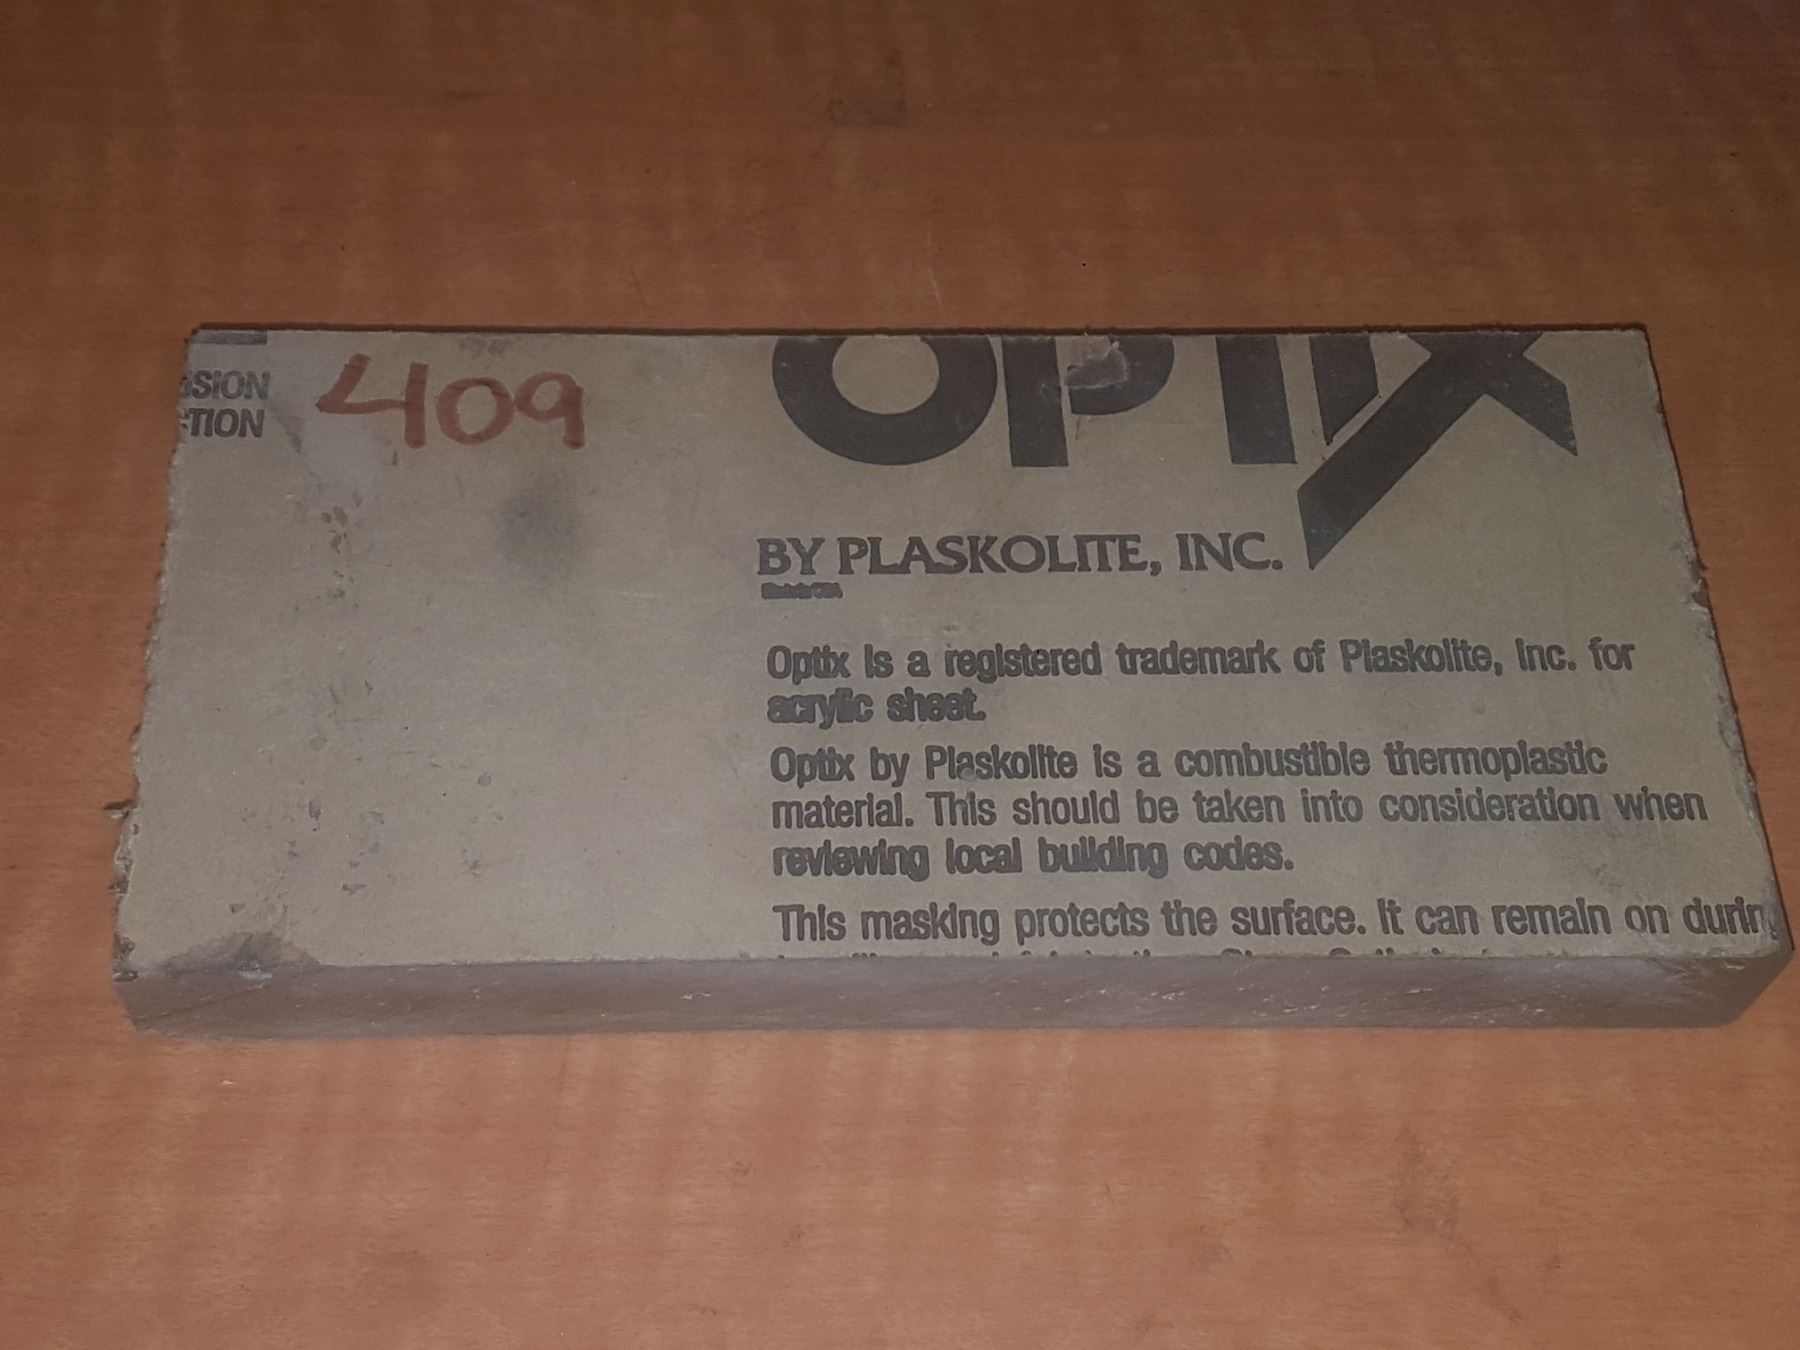 SION
TION
409
OPTIX
BY PLASKOLITE, INC.
Optix is a registered trademark of Plaskolite, Inc. for
acrylic sheet.
Optix by Plaskolite is a combustible thermoplastic
material. This should be taken into consideration when
reviewing local building codes.
This masking protects the surface. It can remain on durin